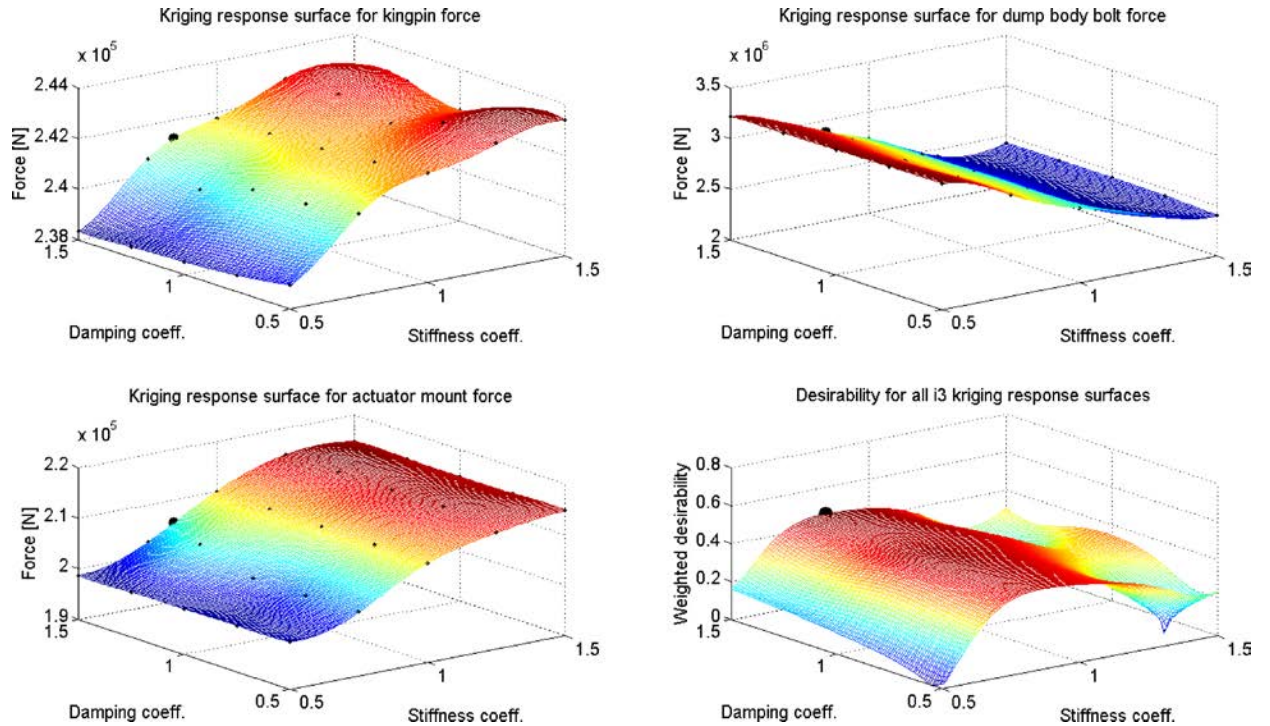 Kriging response surface for kingpin force
x 10⁵
2.44
2.42
2.4
2.38
Force [N]
1.5
1
0.5
Damping coeff.
0.5
1
1.5
Stiffness coeff.
Kriging response surface for dump body bolt force
x 10⁶
3.5
3
2.5
2
Force [N]
1.5
1
0.5
Damping coeff.
0.5
1
1.5
Stiffness coeff.
Kriging response surface for actuator mount force
x 10⁵
2.2
2.1
2
1.9
Force [N]
1.5
1
0.5
Damping coeff.
0.5
1
1.5
Stiffness coeff.
Desirability for all i3 kriging response surfaces
0.8
0.6
0.4
0.2
0
Weighted desirability
1.5
1
0.5
Damping coeff.
0.5
1
1.5
Stiffness coeff.